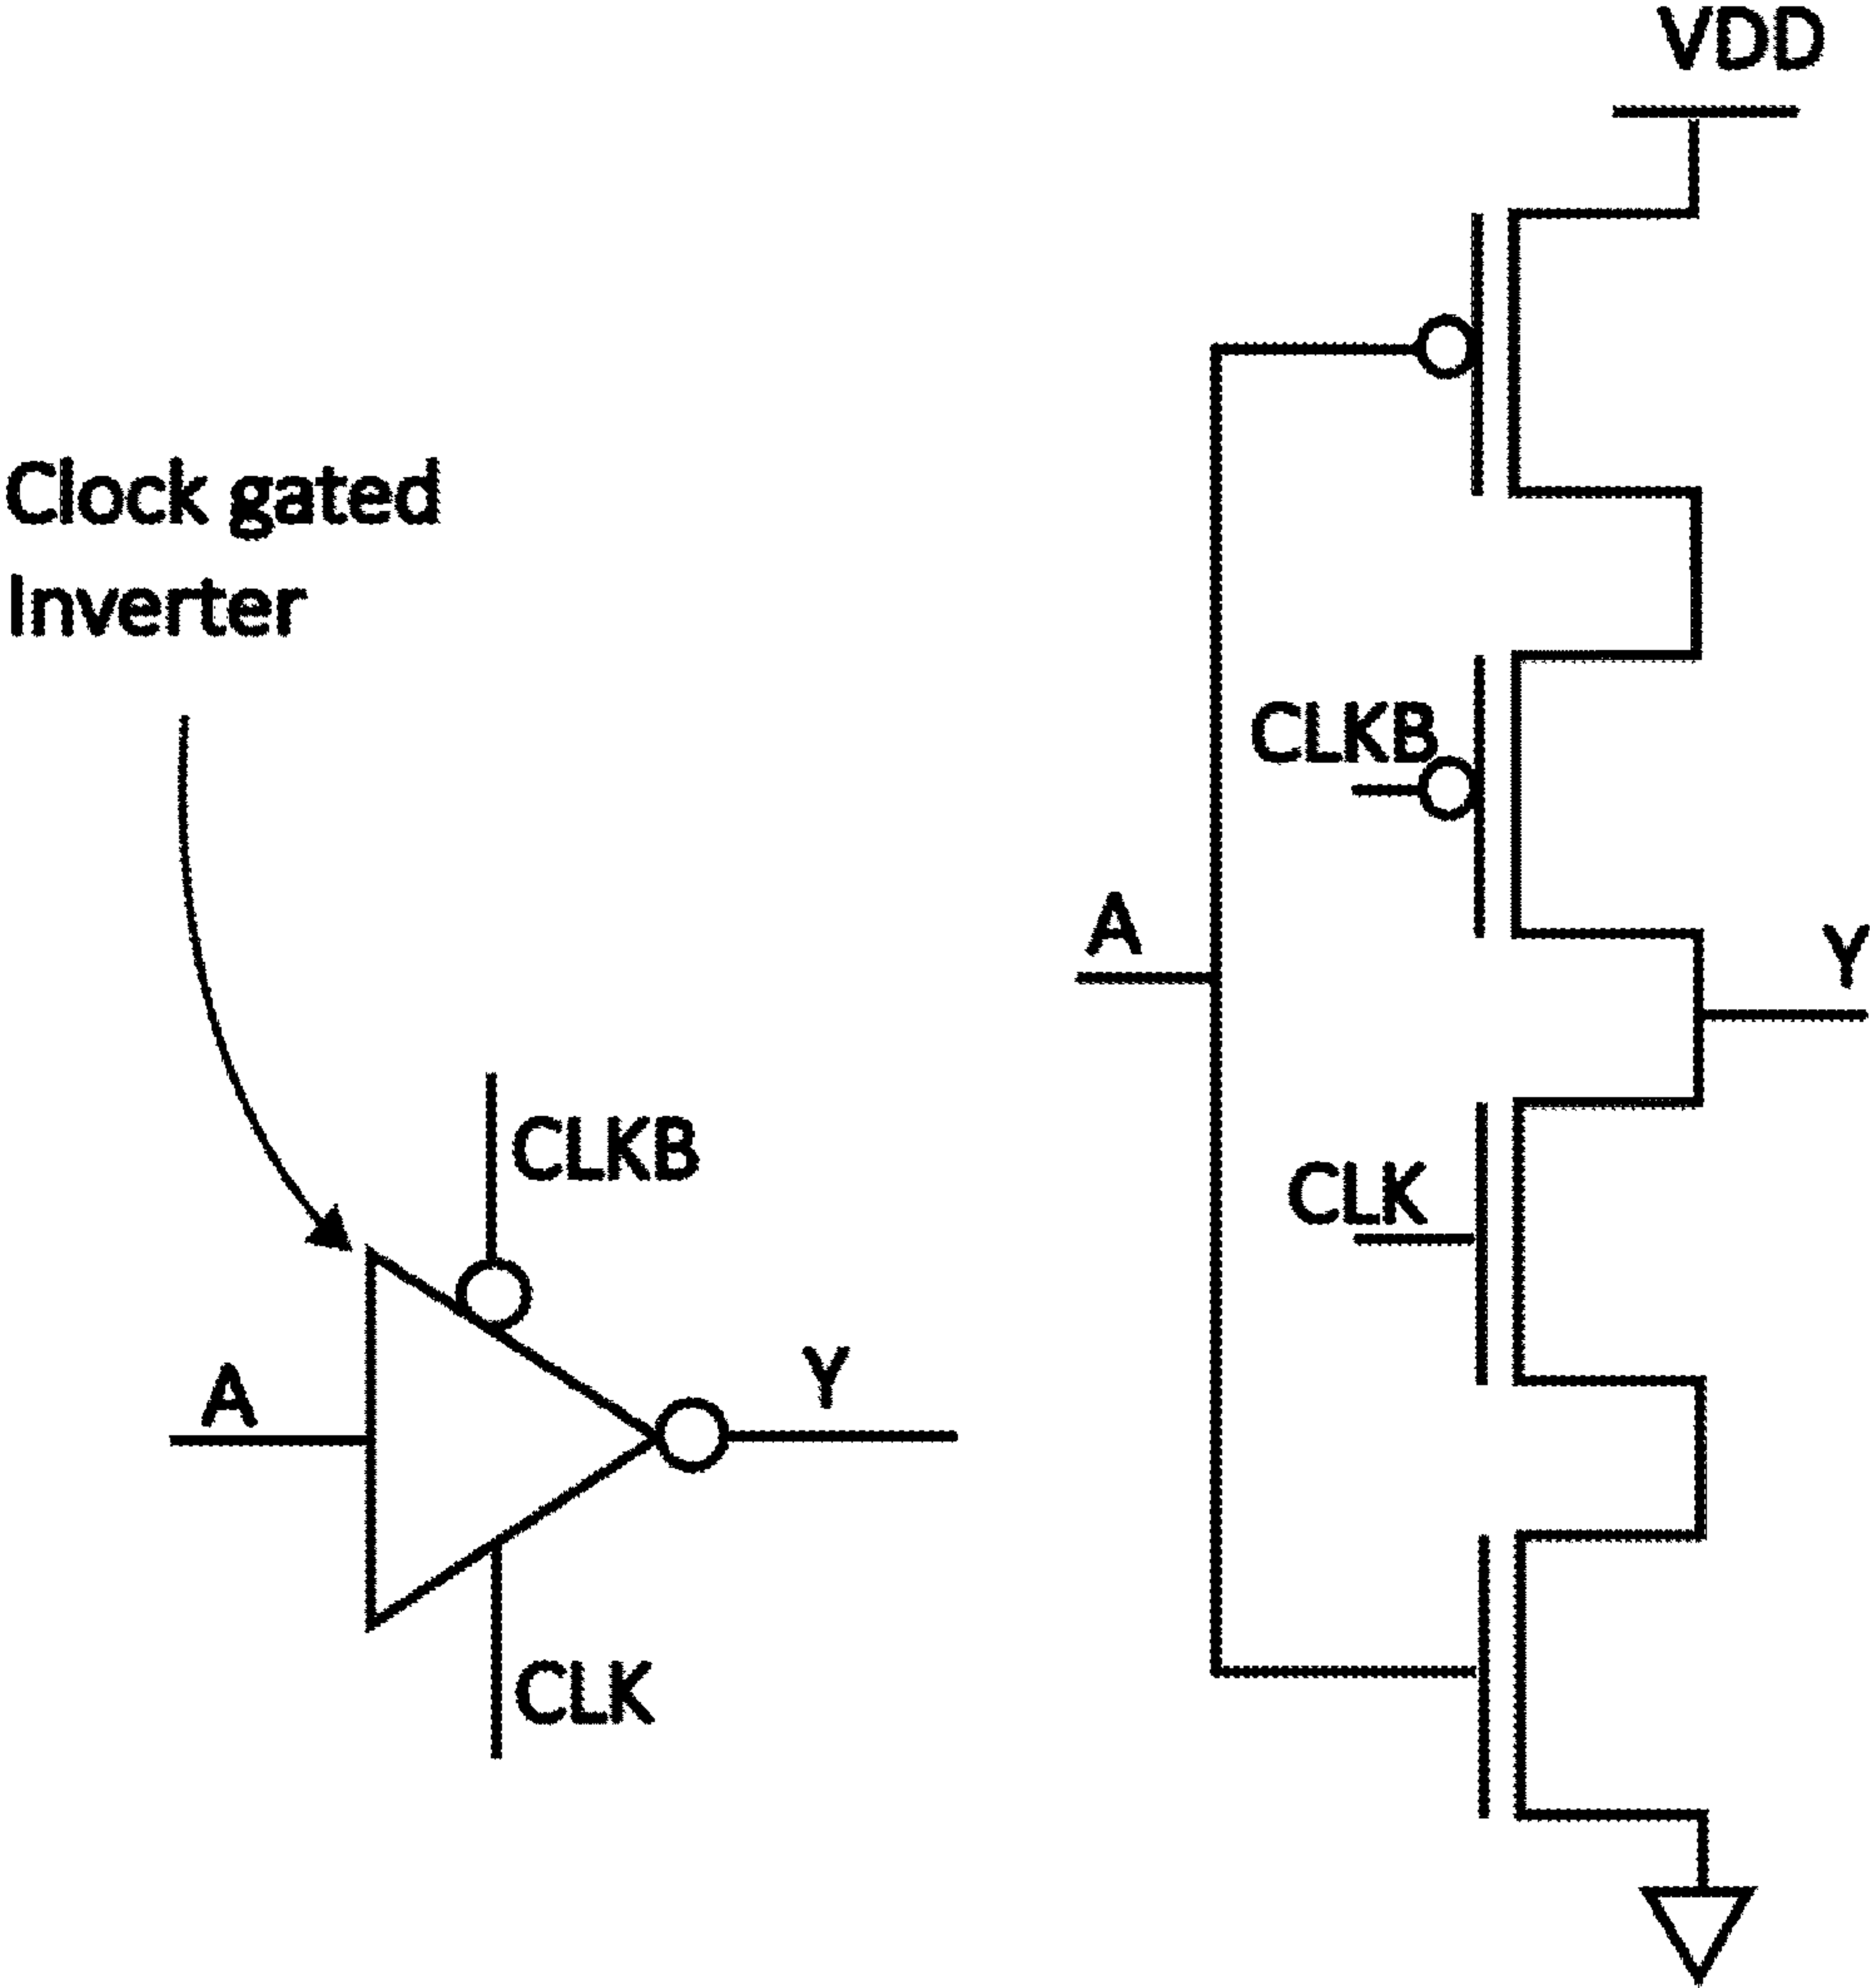 VDD
Clock gated
Inverter
CLKB
A
Y
CLKB
CLK
A
Y
CLK